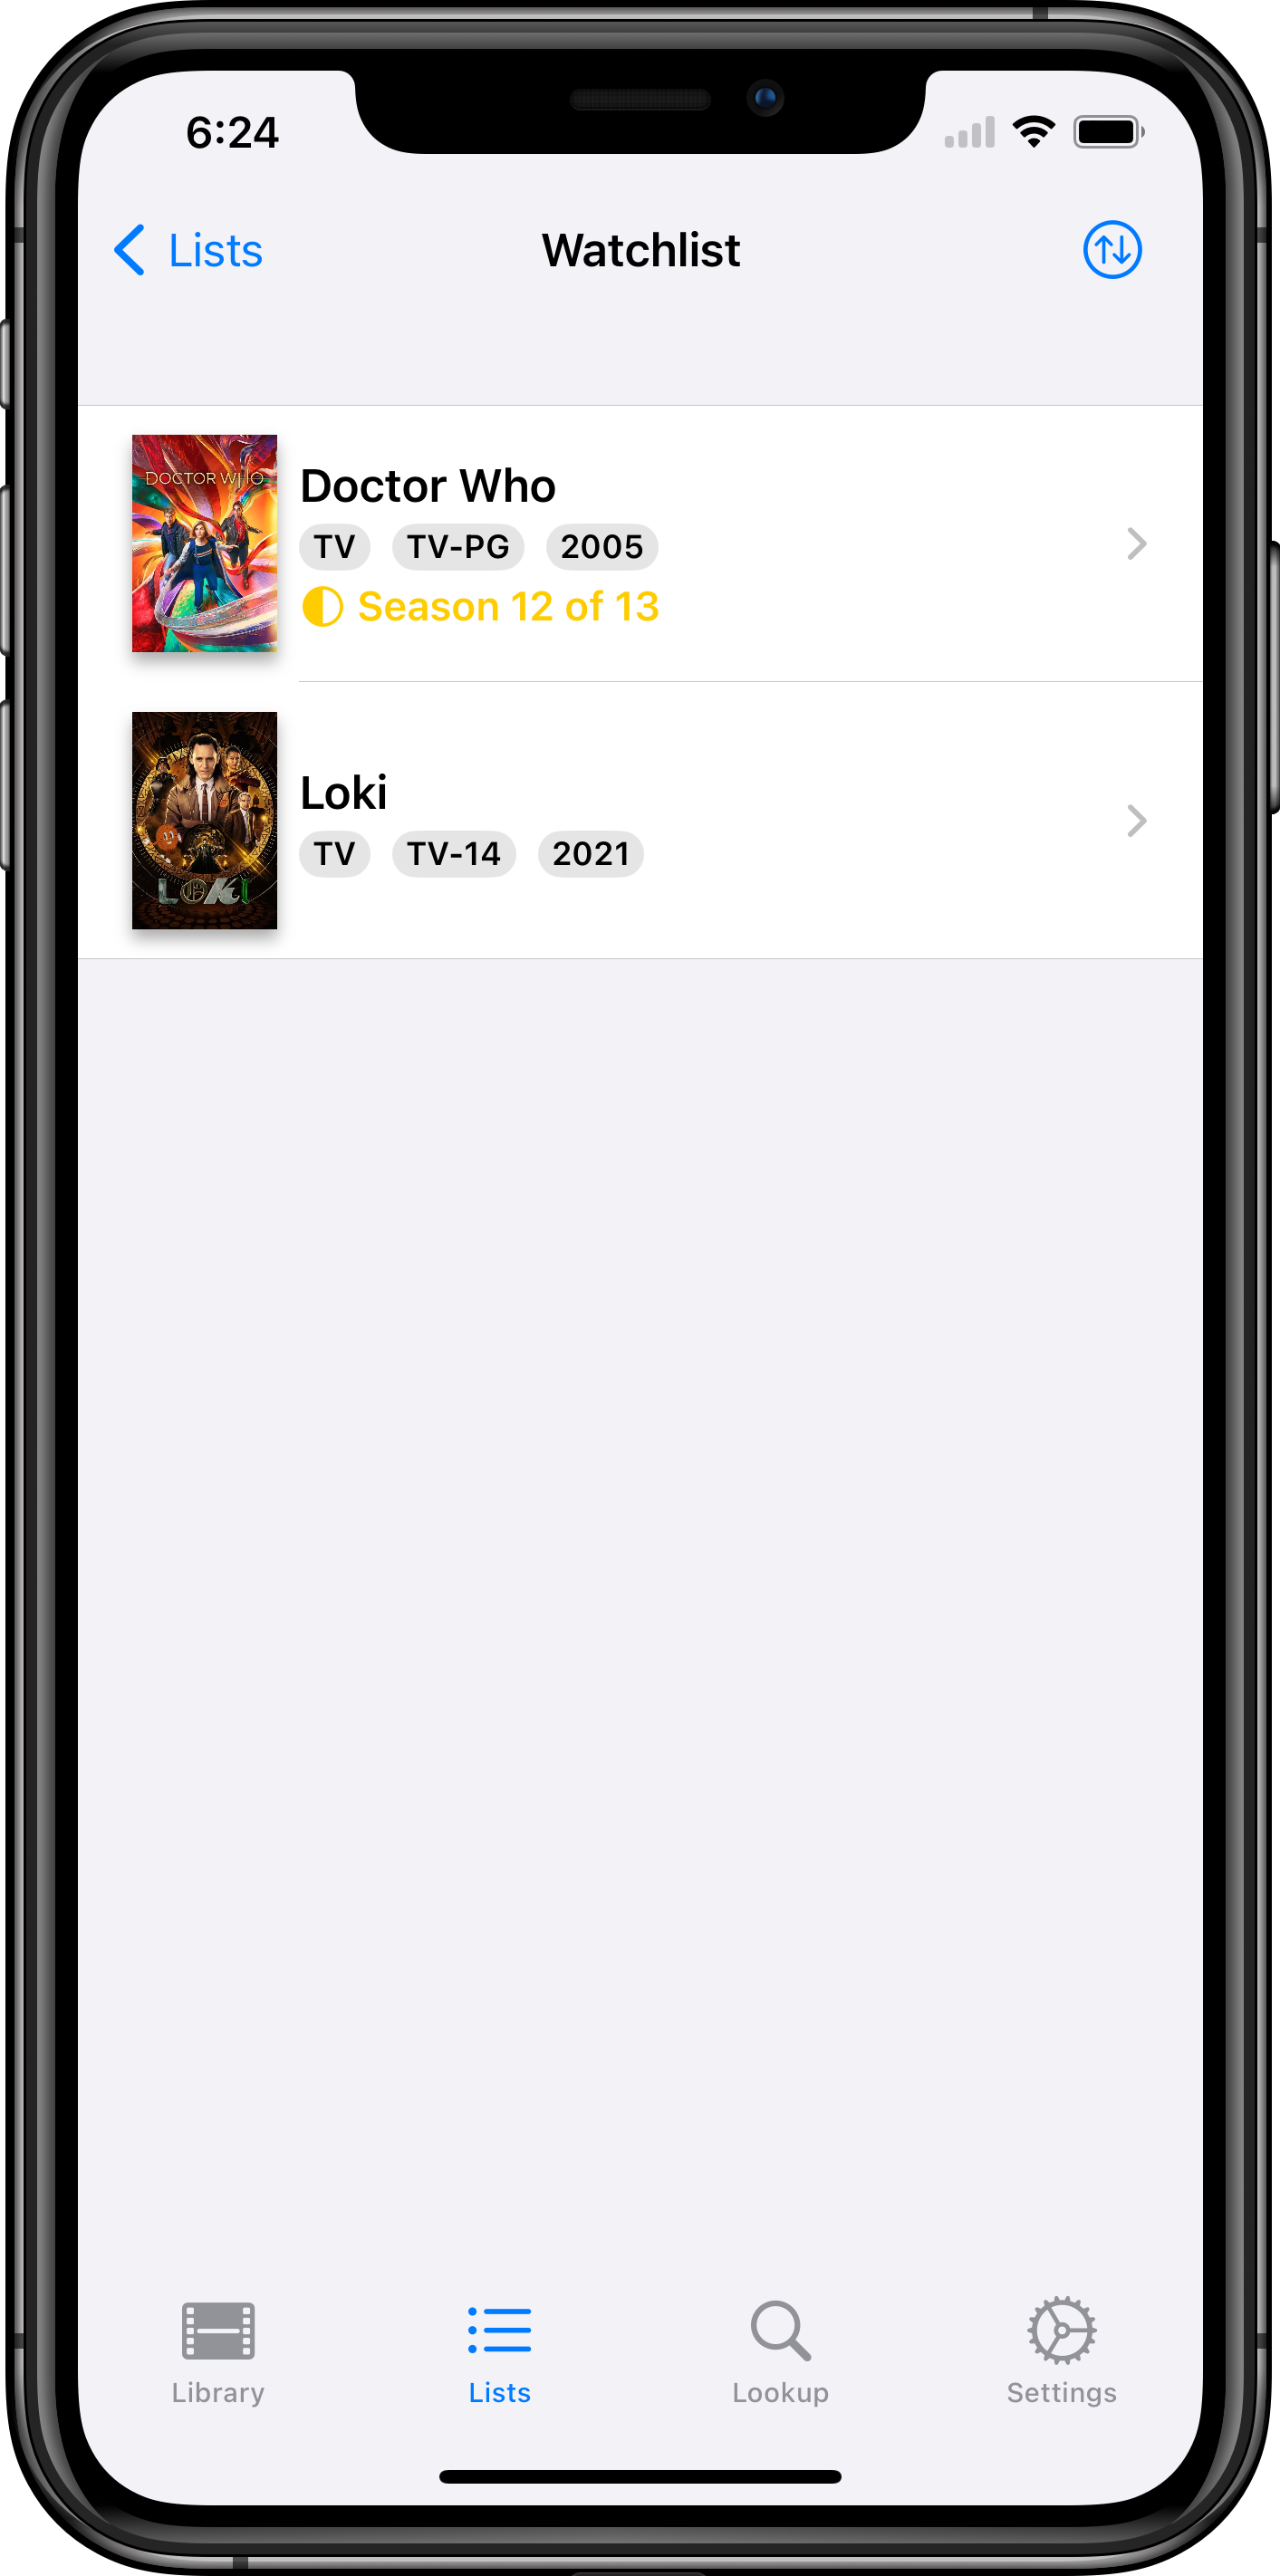 6:24
Lists
Watchlist
DOCTOR WHO
Doctor Who
TV TV-PG 2005
Season 12 of 13
Loki
TV TV-14 2021
LOKI
Library Lists Lookup Settings